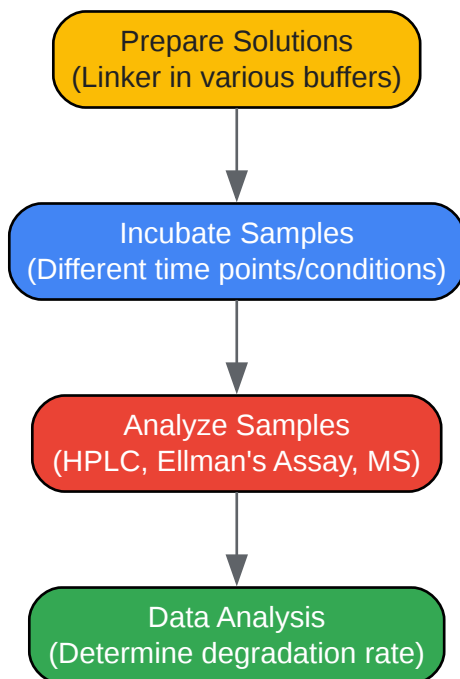 Prepare Solutions
(Linker in various buffers)
Incubate Samples
(Different time points/conditions)
Analyze Samples
(HPLC, Ellman's Assay, MS)
Data Analysis
(Determine degradation rate)